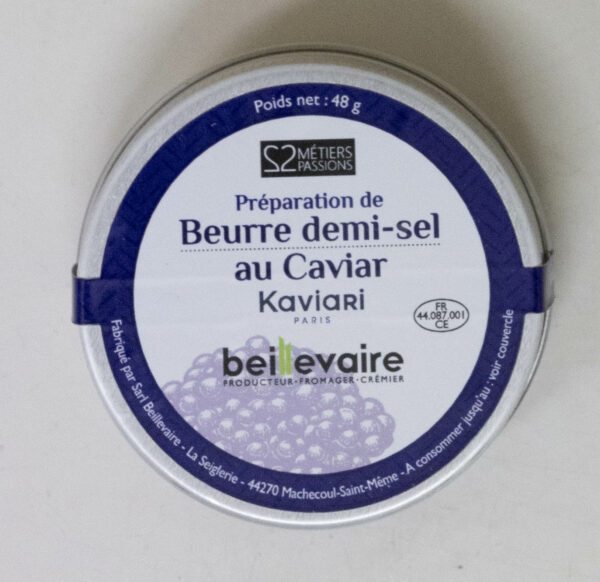 Poids net : 48 g
22 MÉTIERS
PASSIONS
Préparation de
Beurre demi-sel
au Caviar
Kaviari
PARIS
FR
44.087.001
CE
beillevaire
PRODUCTEUR•FROMAGER•CRÉMIER
Fabriqué par Sarl Beillevaire - La Seiglerie - 44270 Machecoul-Saint-Même - A consommer jusqu'au : voir couvercle